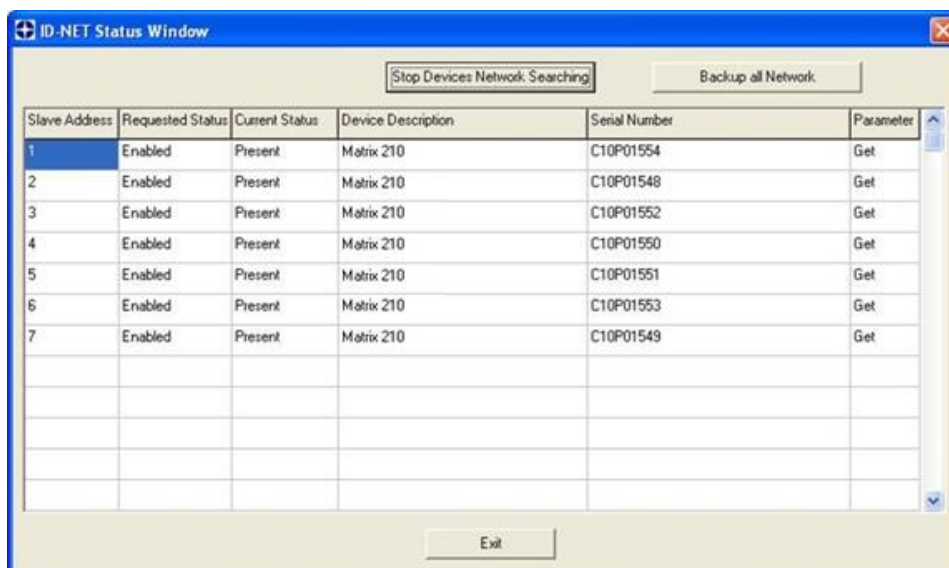 ID-NET Status Window
Stop Devices Network Searching Backup all Network
Slave Address Requested Status Current Status Device Description Serial Number Parameter
1 Enabled Present Matrix 210 C10P01554 Get
2 Enabled Present Matrix 210 C10P01548 Get
3 Enabled Present Matrix 210 C10P01552 Get
4 Enabled Present Matrix 210 C10P01550 Get
5 Enabled Present Matrix 210 C10P01551 Get
6 Enabled Present Matrix 210 C10P01553 Get
7 Enabled Present Matrix 210 C10P01549 Get
Exit